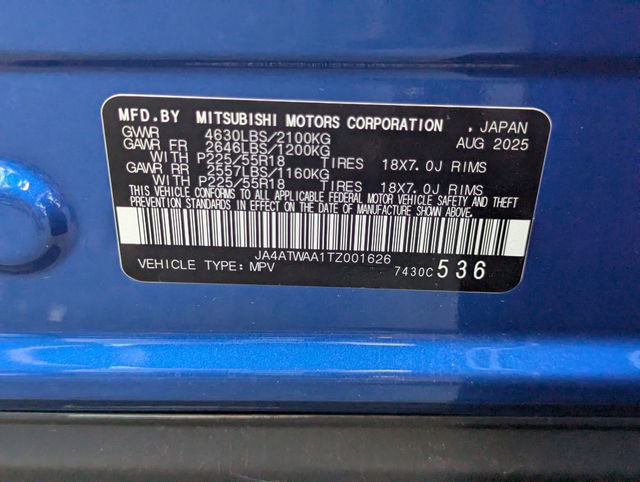 MFD.BY MITSUBISHI MOTORS CORPORATION , JAPAN
GVWR 4630LBS/2100KG AUG 2025
GAWR FR 2646LBS/1200KG
WITH P225/55R18 TIRES 18X7.0J RIMS
GAWR RR 2557LBS/1160KG
WITH P225/55R18 TIRES 18X7.0J RIMS
THIS VEHICLE CONFORMS TO ALL APPLICABLE FEDERAL MOTOR VEHICLE SAFETY AND THEFT
PREVENTION STANDARDS IN EFFECT ON THE DATE OF MANUFACTURE SHOWN ABOVE.
JA4ATWAA1TZ001626
VEHICLE TYPE: MPV 7430C 536